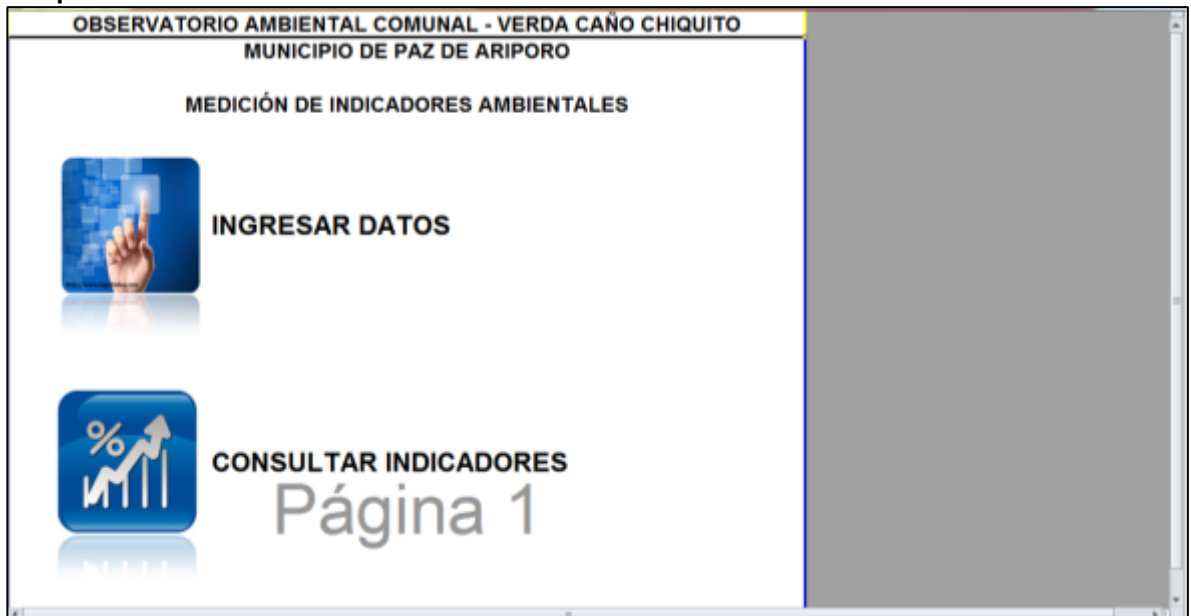 OBSERVATORIO AMBIENTAL COMUNAL - VERDA CAÑO CHIQUITO
MUNICIPIO DE PAZ DE ARIPORO
MEDICIÓN DE INDICADORES AMBIENTALES
INGRESAR DATOS
%
CONSULTAR INDICADORES
Página 1